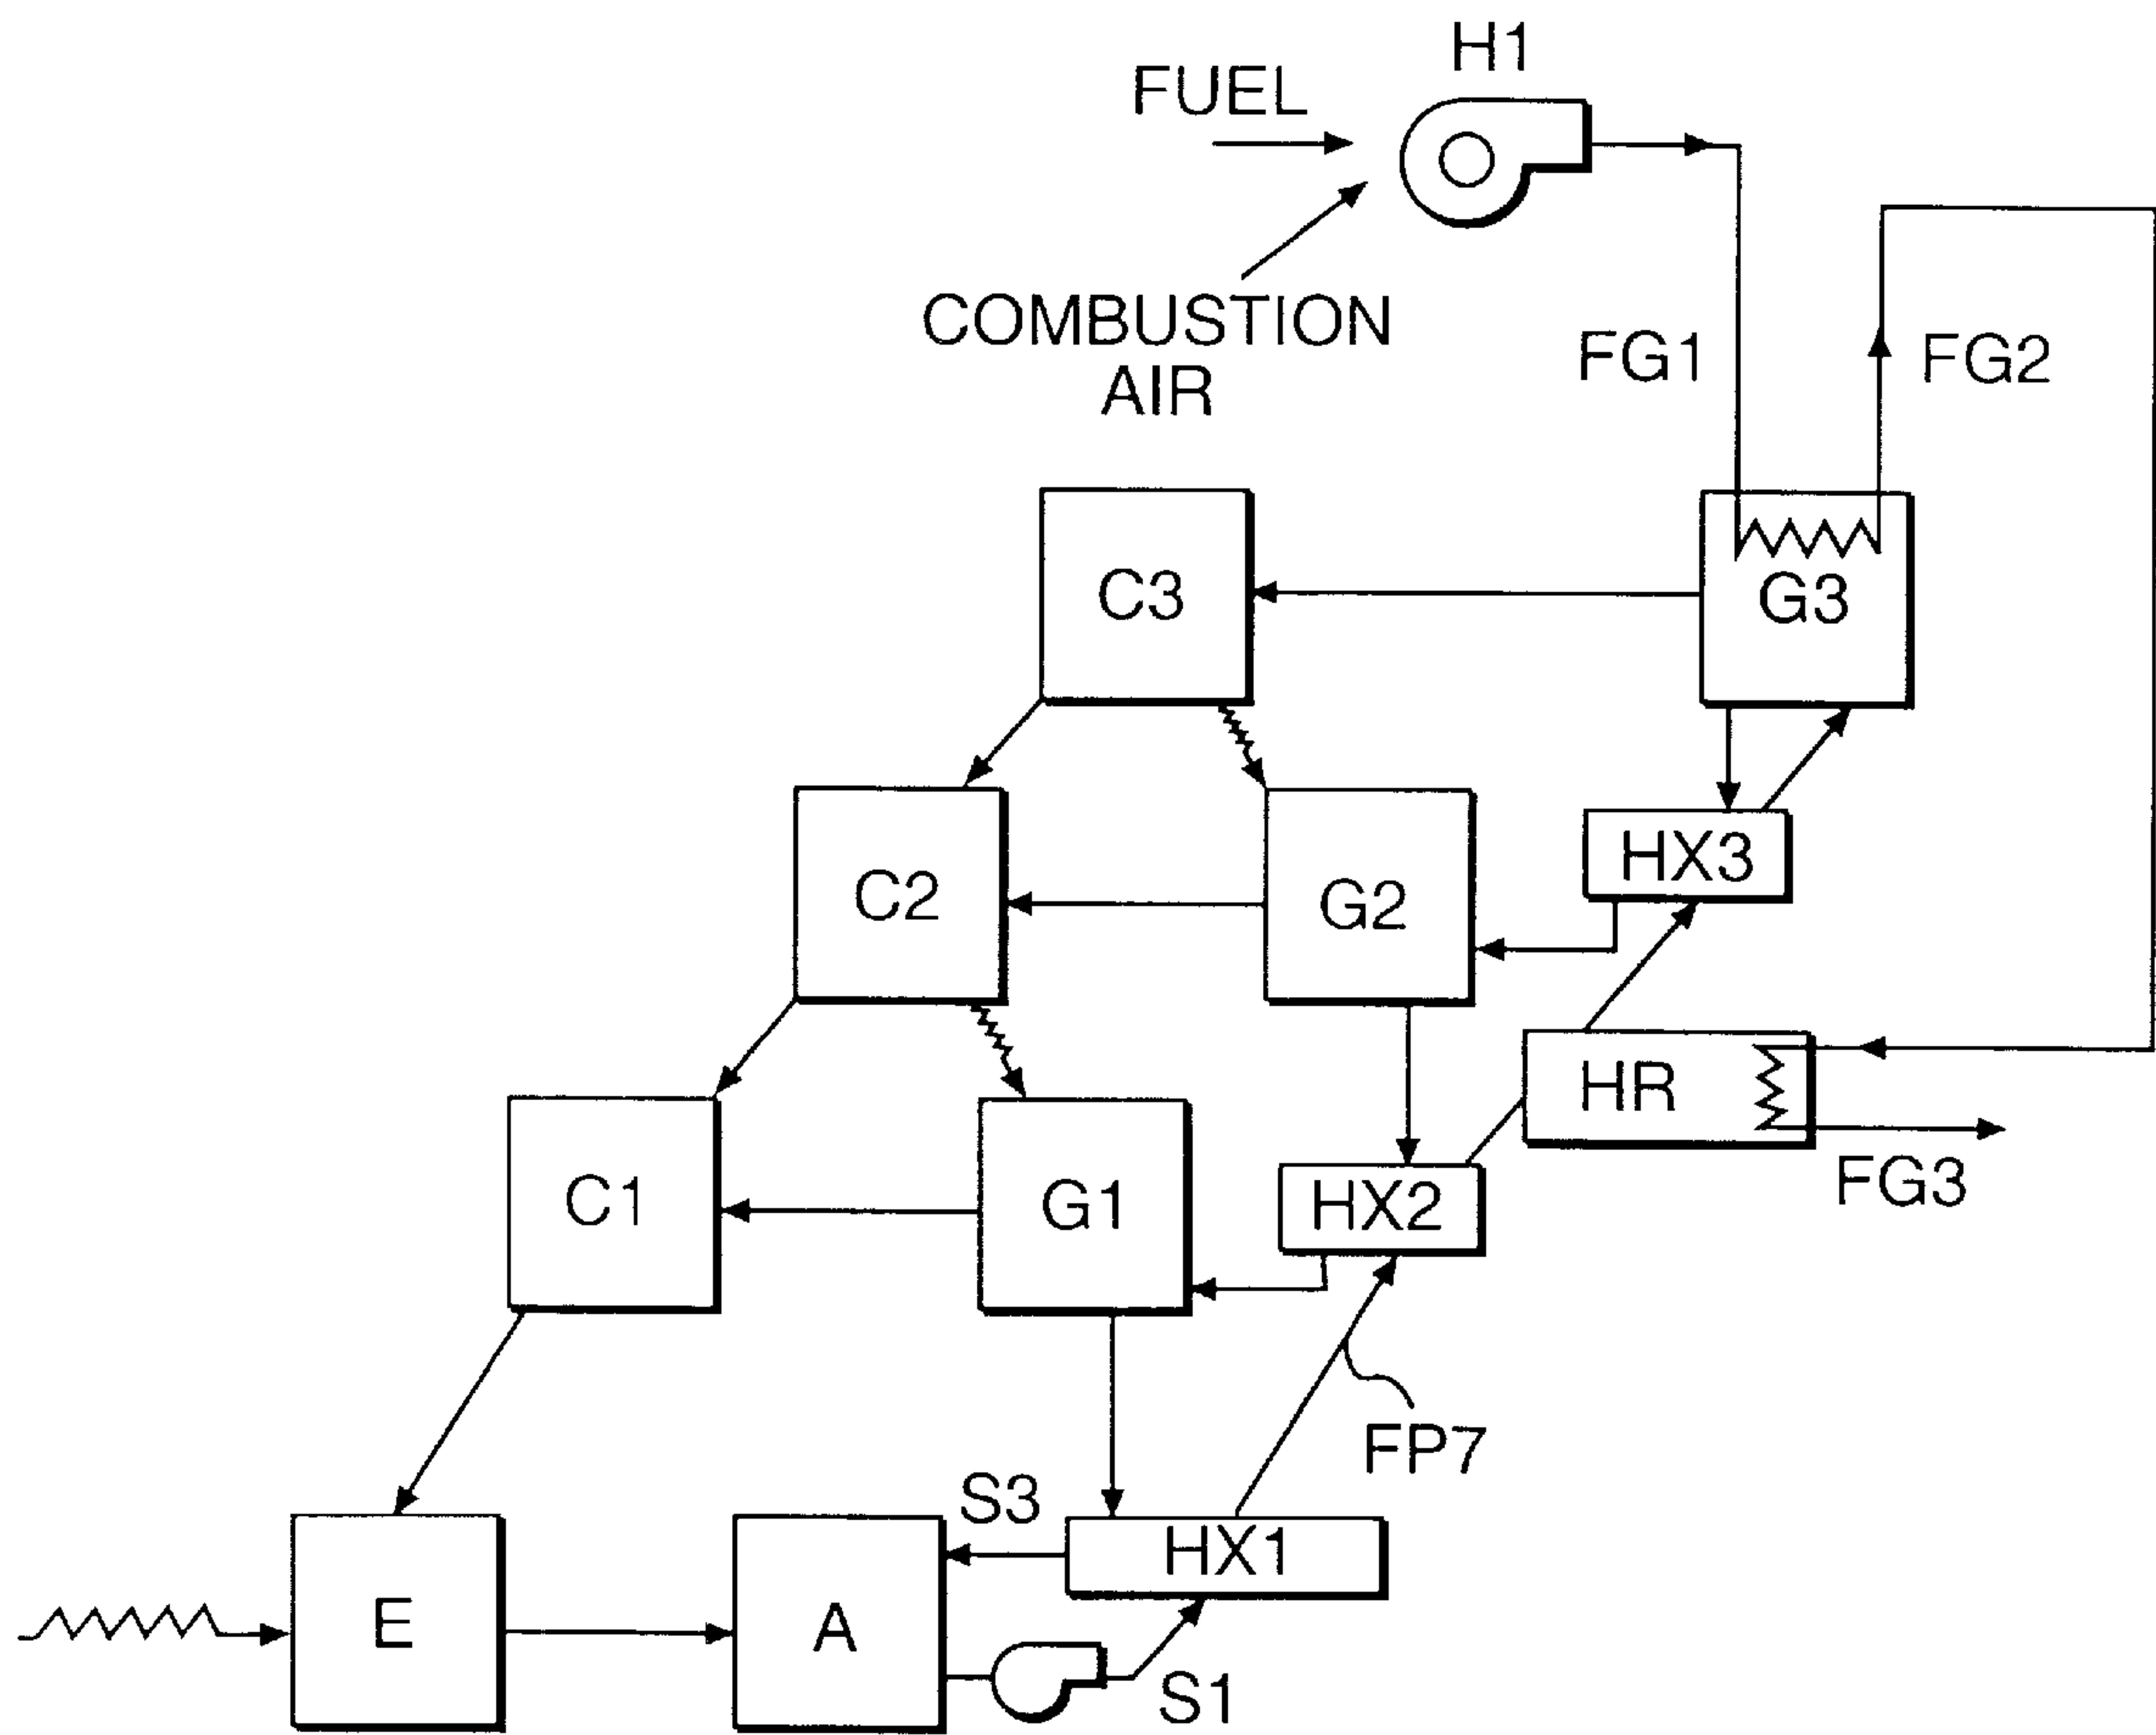 H1
FUEL
COMBUSTION
AIR
FG1
FG2
C3
G3
HX3
C2
G2
HR
FG3
C1
G1
HX2
FP7
S3
HX1
E
A
S1